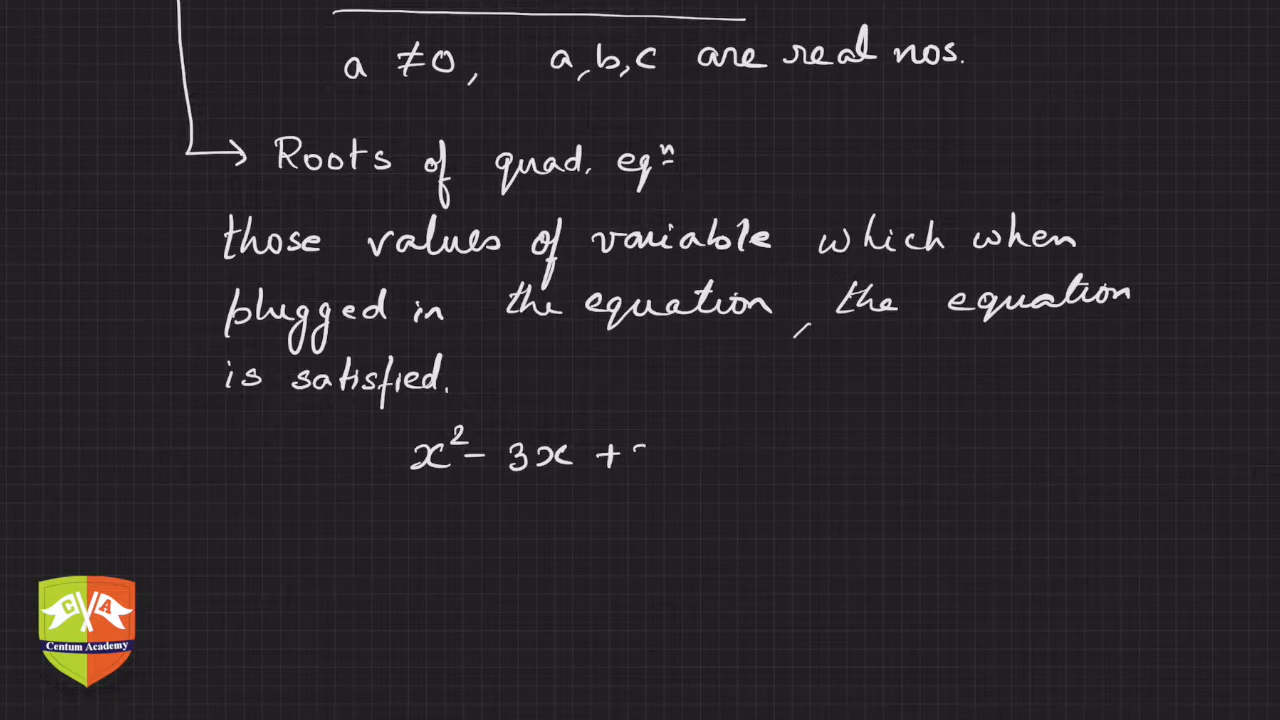 a ≠0, a,b,c are real nos.
Roots of quad. eqⁿ
those values of variable which when
plugged in the equation, the equation
is satisfied.
x² - 3x +
C A
Centum Academy